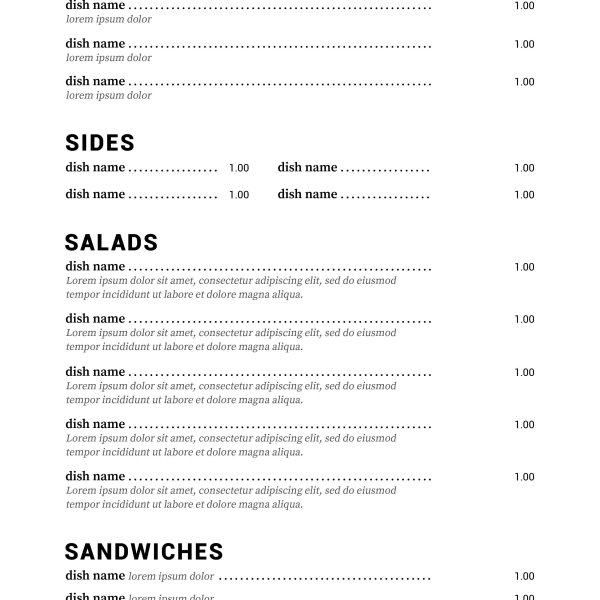 dish name ............................................................ 1.00
lorem ipsum dolor
dish name ............................................................ 1.00
lorem ipsum dolor
dish name ............................................................ 1.00
lorem ipsum dolor
SIDES
dish name ................. 1.00 dish name ................. 1.00
dish name ................. 1.00 dish name ................. 1.00
SALADS
dish name ............................................................ 1.00
Lorem ipsum dolor sit amet, consectetur adipiscing elit, sed do eiusmod
tempor incididunt ut labore et dolore magna aliqua.
dish name ............................................................ 1.00
Lorem ipsum dolor sit amet, consectetur adipiscing elit, sed do eiusmod
tempor incididunt ut labore et dolore magna aliqua.
dish name ............................................................ 1.00
Lorem ipsum dolor sit amet, consectetur adipiscing elit, sed do eiusmod
tempor incididunt ut labore et dolore magna aliqua.
dish name ............................................................ 1.00
Lorem ipsum dolor sit amet, consectetur adipiscing elit, sed do eiusmod
tempor incididunt ut labore et dolore magna aliqua.
dish name ............................................................ 1.00
Lorem ipsum dolor sit amet, consectetur adipiscing elit, sed do eiusmod
tempor incididunt ut labore et dolore magna aliqua.
SANDWICHES
dish name lorem ipsum dolor ........................................ 1.00
dish name lorem ipsum dolor ........................................ 1.00